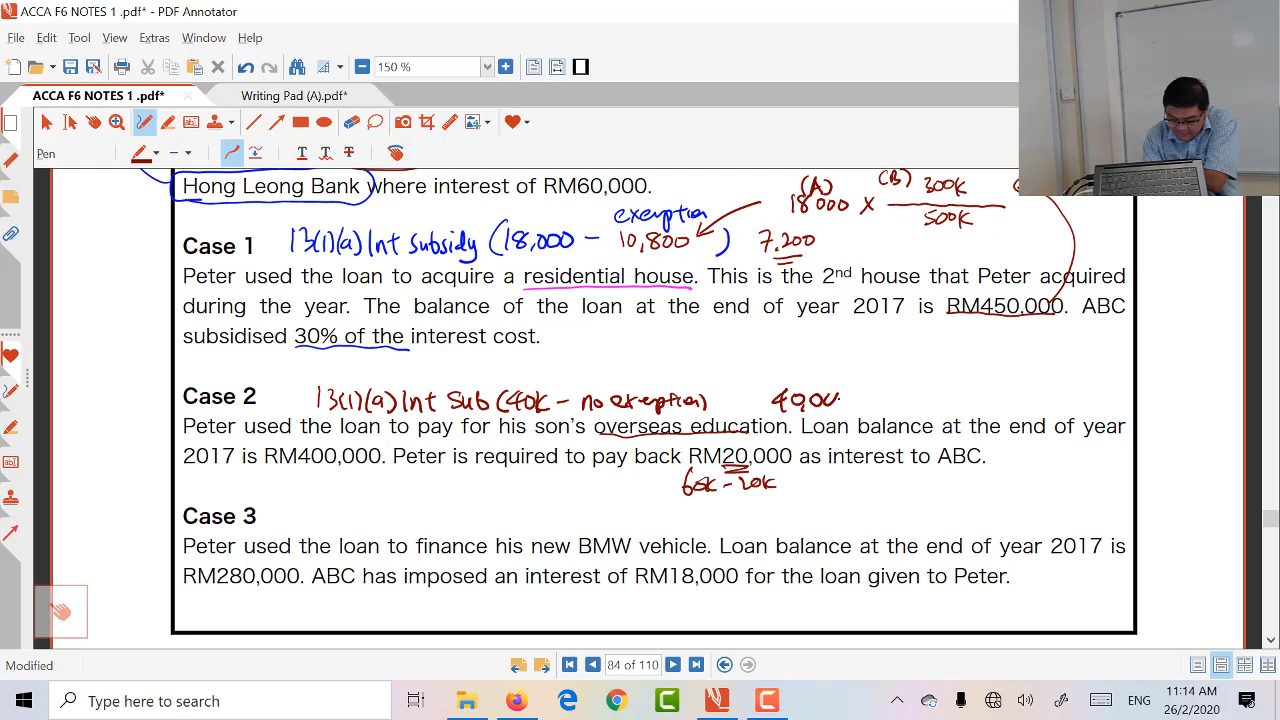 ACCA F6 NOTES 1 .pdf* - PDF Annotator
File Edit Tool View Extras Window Help
150 %
ACCA F6 NOTES 1 .pdf* Writing Pad (A).pdf*
Pen
Hong Leong Bank where interest of RM60,000.
(A) 18 000 x (B) 300K
500K
exemption
Case 1 13(1)(a) Int subsidy (18,000 - 10,800) 7,200
Peter used the loan to acquire a residential house. This is the 2nd house that Peter acquired
during the year. The balance of the loan at the end of year 2017 is RM450,000. ABC
subsidised 30% of the interest cost.
Case 2 13(1)(a) Int Sub (40K - no exemption) 40,00
Peter used the loan to pay for his son's overseas education. Loan balance at the end of year
2017 is RM400,000. Peter is required to pay back RM20,000 as interest to ABC.
60K - 20K
Case 3
Peter used the loan to finance his new BMW vehicle. Loan balance at the end of year 2017 is
RM280,000. ABC has imposed an interest of RM18,000 for the loan given to Peter.
Modified 84 of 110
Type here to search
ENG
11:14 AM
26/2/2020